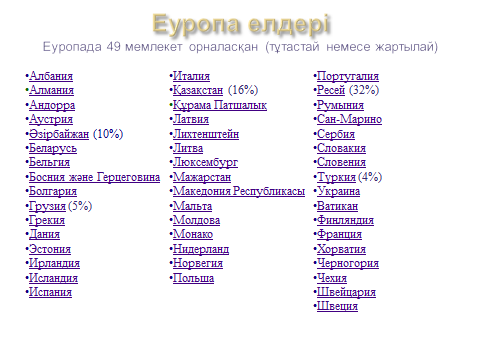 Еуропа елдері
Еуропада 49 мемлекет орналасқан (тұтастай немесе жартылай)
•Албания
•Алмания
•Андорра
•Аустрия
•Әзірбайжан (10%)
•Беларусь
•Бельгия
•Босния және Герцеговина
•Болгария
•Грузия (5%)
•Грекия
•Дания
•Эстония
•Ирландия
•Исландия
•Испания
•Италия
•Қазақстан (16%)
•Құрама Патшалық
•Латвия
•Лихтенштейн
•Литва
•Люксембург
•Мажарстан
•Македония Республикасы
•Мальта
•Молдова
•Монако
•Нидерланд
•Норвегия
•Польша
•Португалия
•Ресей (32%)
•Румыния
•Сан-Марино
•Сербия
•Словакия
•Словения
•Түркия (4%)
•Украина
•Ватикан
•Финляндия
•Франция
•Хорватия
•Черногория
•Чехия
•Швейцария
•Швеция